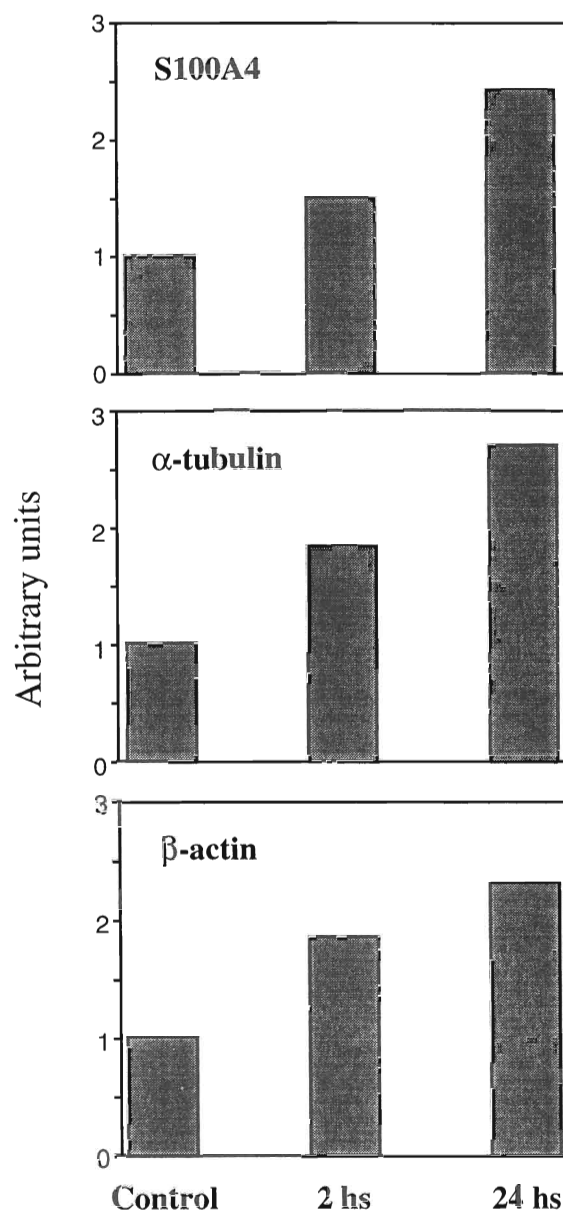 3
S100A4
2
1
0
3
α-tubulin
2
1
0
Arbitrary units
3
β-actin
2
1
0
Control 2 hs 24 hs